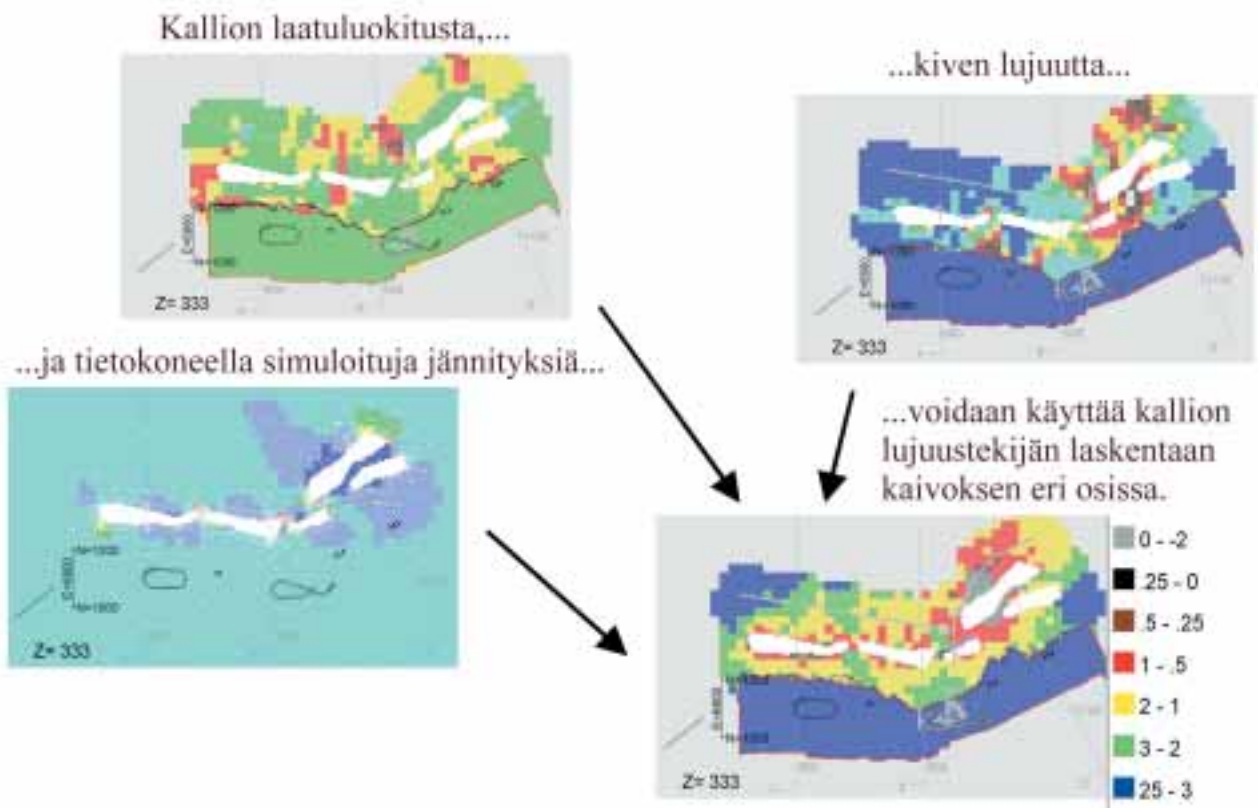 Kallion laatuluokitusta,...
Z= 333
...kiven lujuutta...
Z= 333
...ja tietokoneella simuloituja jännityksiä...
Z= 333
...voidaan käyttää kallion
lujuustekijän laskentaan
kaivoksen eri osissa.
Z= 333
0 - -2
.25 - 0
.5 - .25
1 - .5
2 - 1
3 - 2
25 - 3